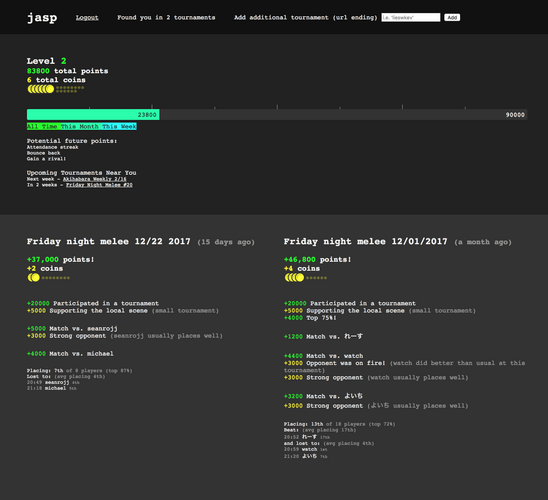 jasp Logout Found you in 2 tournaments Add additional tournament (url ending) Add
Level 2
83800 total points
6 total coins
23800 90000
All Time This Month This Week
Potential future points:
Attendance streak
Bounce back
Gain a rival!
Upcoming Tournaments Near You
Next week - Akihabara Weekly 2/16
In 2 weeks - Friday Night Melee #20
Friday night melee 12/22 2017 (15 days ago)
+37,000 points!
+2 coins
+20000 Participated in a tournament
+5000 Supporting the local scene (small tournament)
+5000 Match vs. seanrojj
+3000 Strong opponent (seanrojj usually places well)
+4000 Match vs. michael
Placing: 7th of 8 players (top 87%)
Lost to: (avg placing 4th)
20:49 seanrojj
21:18 michael
Friday night melee 12/01/2017 (a month ago)
+46,800 points!
+4 coins
+20000 Participated in a tournament
+5000 Supporting the local scene (small tournament)
+4000 Top 75%!
+1200 Match vs. れーす
+4400 Match vs. watch
+3000 Opponent was on fire! (watch did better than usual at this
tournament)
+3000 Strong opponent (watch usually places well)
+3200 Match vs. よいち
+3000 Strong opponent (よいち usually places well)
Placing: 13th of 18 players (top 72%)
Beat: (avg placing 17th)
20:52 れーす 17th
and lost to: (avg placing 4th)
20:59 watch
21:20 よいち